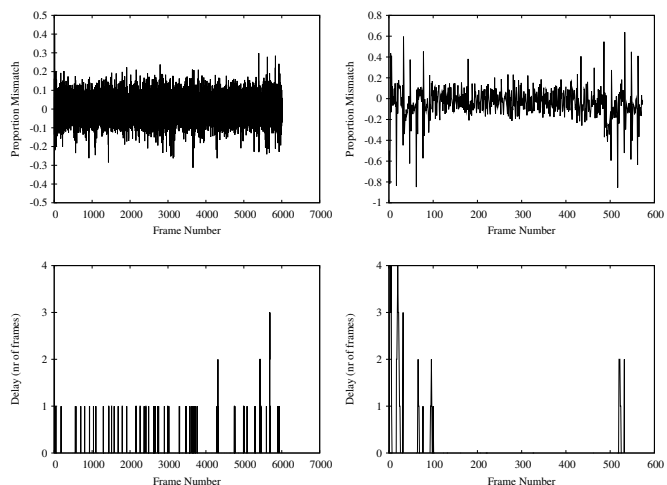 0.5
0.4
0.3
0.2
0.1
0
-0.1
-0.2
-0.3
-0.4
-0.5
Proportion Mismatch
0 1000 2000 3000 4000 5000 6000 7000
Frame Number
0.8
0.6
0.4
0.2
0
-0.2
-0.4
-0.6
-0.8
-1
Proportion Mismatch
0 100 200 300 400 500 600
Frame Number
4
3
2
1
0
Delay (nr of frames)
0 1000 2000 3000 4000 5000 6000 7000
Frame Number
4
3
2
1
0
Delay (nr of frames)
0 100 200 300 400 500 600
Frame Number